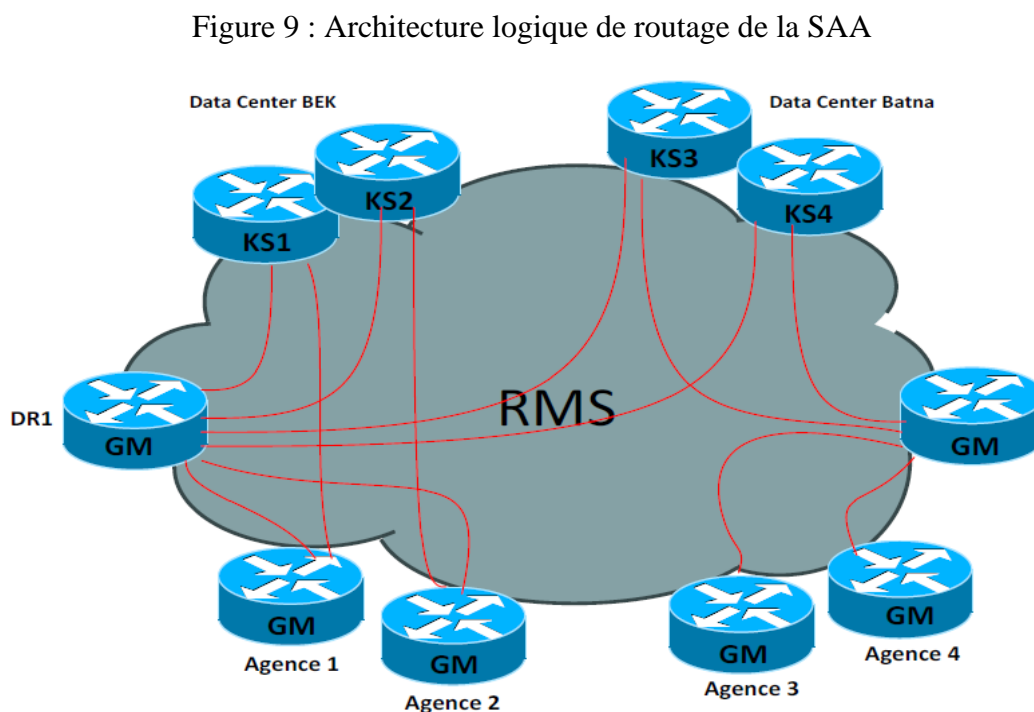 Figure 9 : Architecture logique de routage de la SAA
Data Center BEK
Data Center Batna
KS1
KS2
KS3
KS4
RMS
DR1
GM
GM
GM
Agence 1
GM
Agence 2
GM
Agence 3
GM
Agence 4